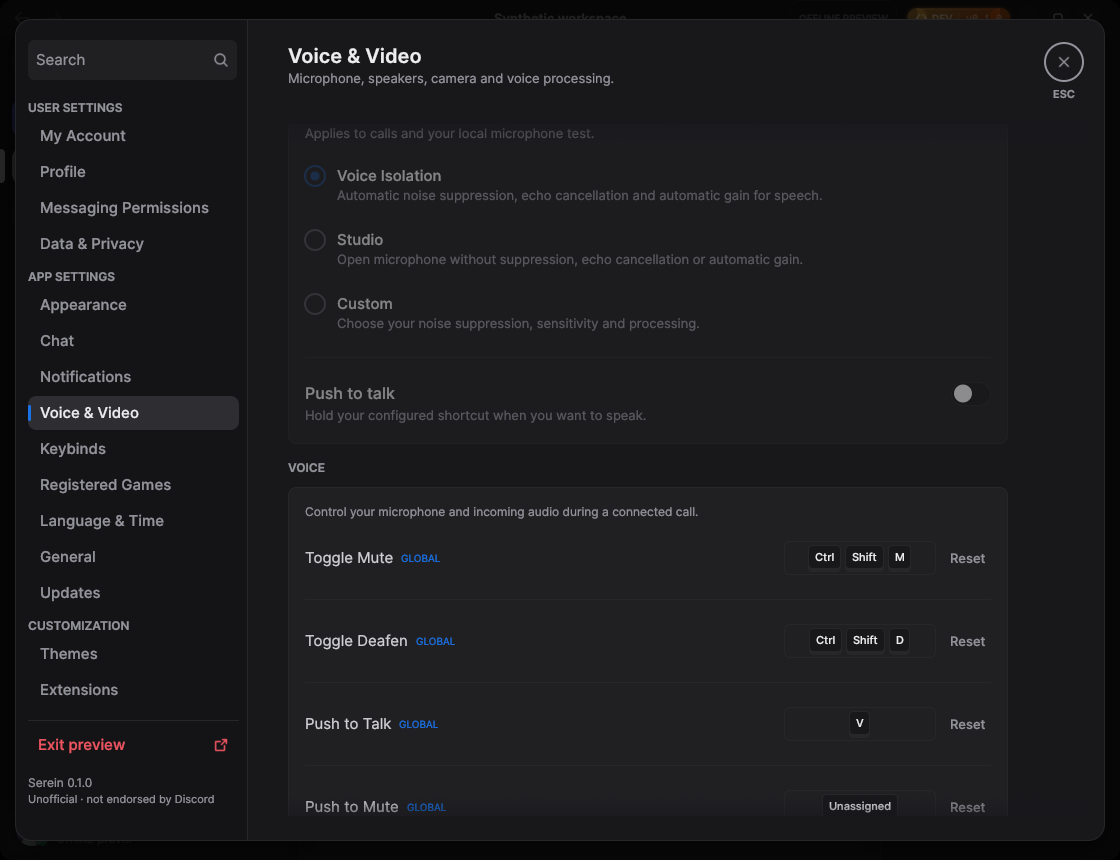 Synthetic workspace
OFFLINE PREVIEW
Search
USER SETTINGS
My Account
Profile
Messaging Permissions
Data & Privacy
APP SETTINGS
Appearance
Chat
Notifications
Voice & Video
Keybinds
Registered Games
Language & Time
General
Updates
CUSTOMIZATION
Themes
Extensions
Exit preview
Serein 0.1.0
Unofficial · not endorsed by Discord
Voice & Video
Microphone, speakers, camera and voice processing.
ESC
Applies to calls and your local microphone test.
Voice Isolation
Automatic noise suppression, echo cancellation and automatic gain for speech.
Studio
Open microphone without suppression, echo cancellation or automatic gain.
Custom
Choose your noise suppression, sensitivity and processing.
Push to talk
Hold your configured shortcut when you want to speak.
VOICE
Control your microphone and incoming audio during a connected call.
Toggle Mute GLOBAL Ctrl Shift M Reset
Toggle Deafen GLOBAL Ctrl Shift D Reset
Push to Talk GLOBAL V Reset
Push to Mute GLOBAL Unassigned Reset